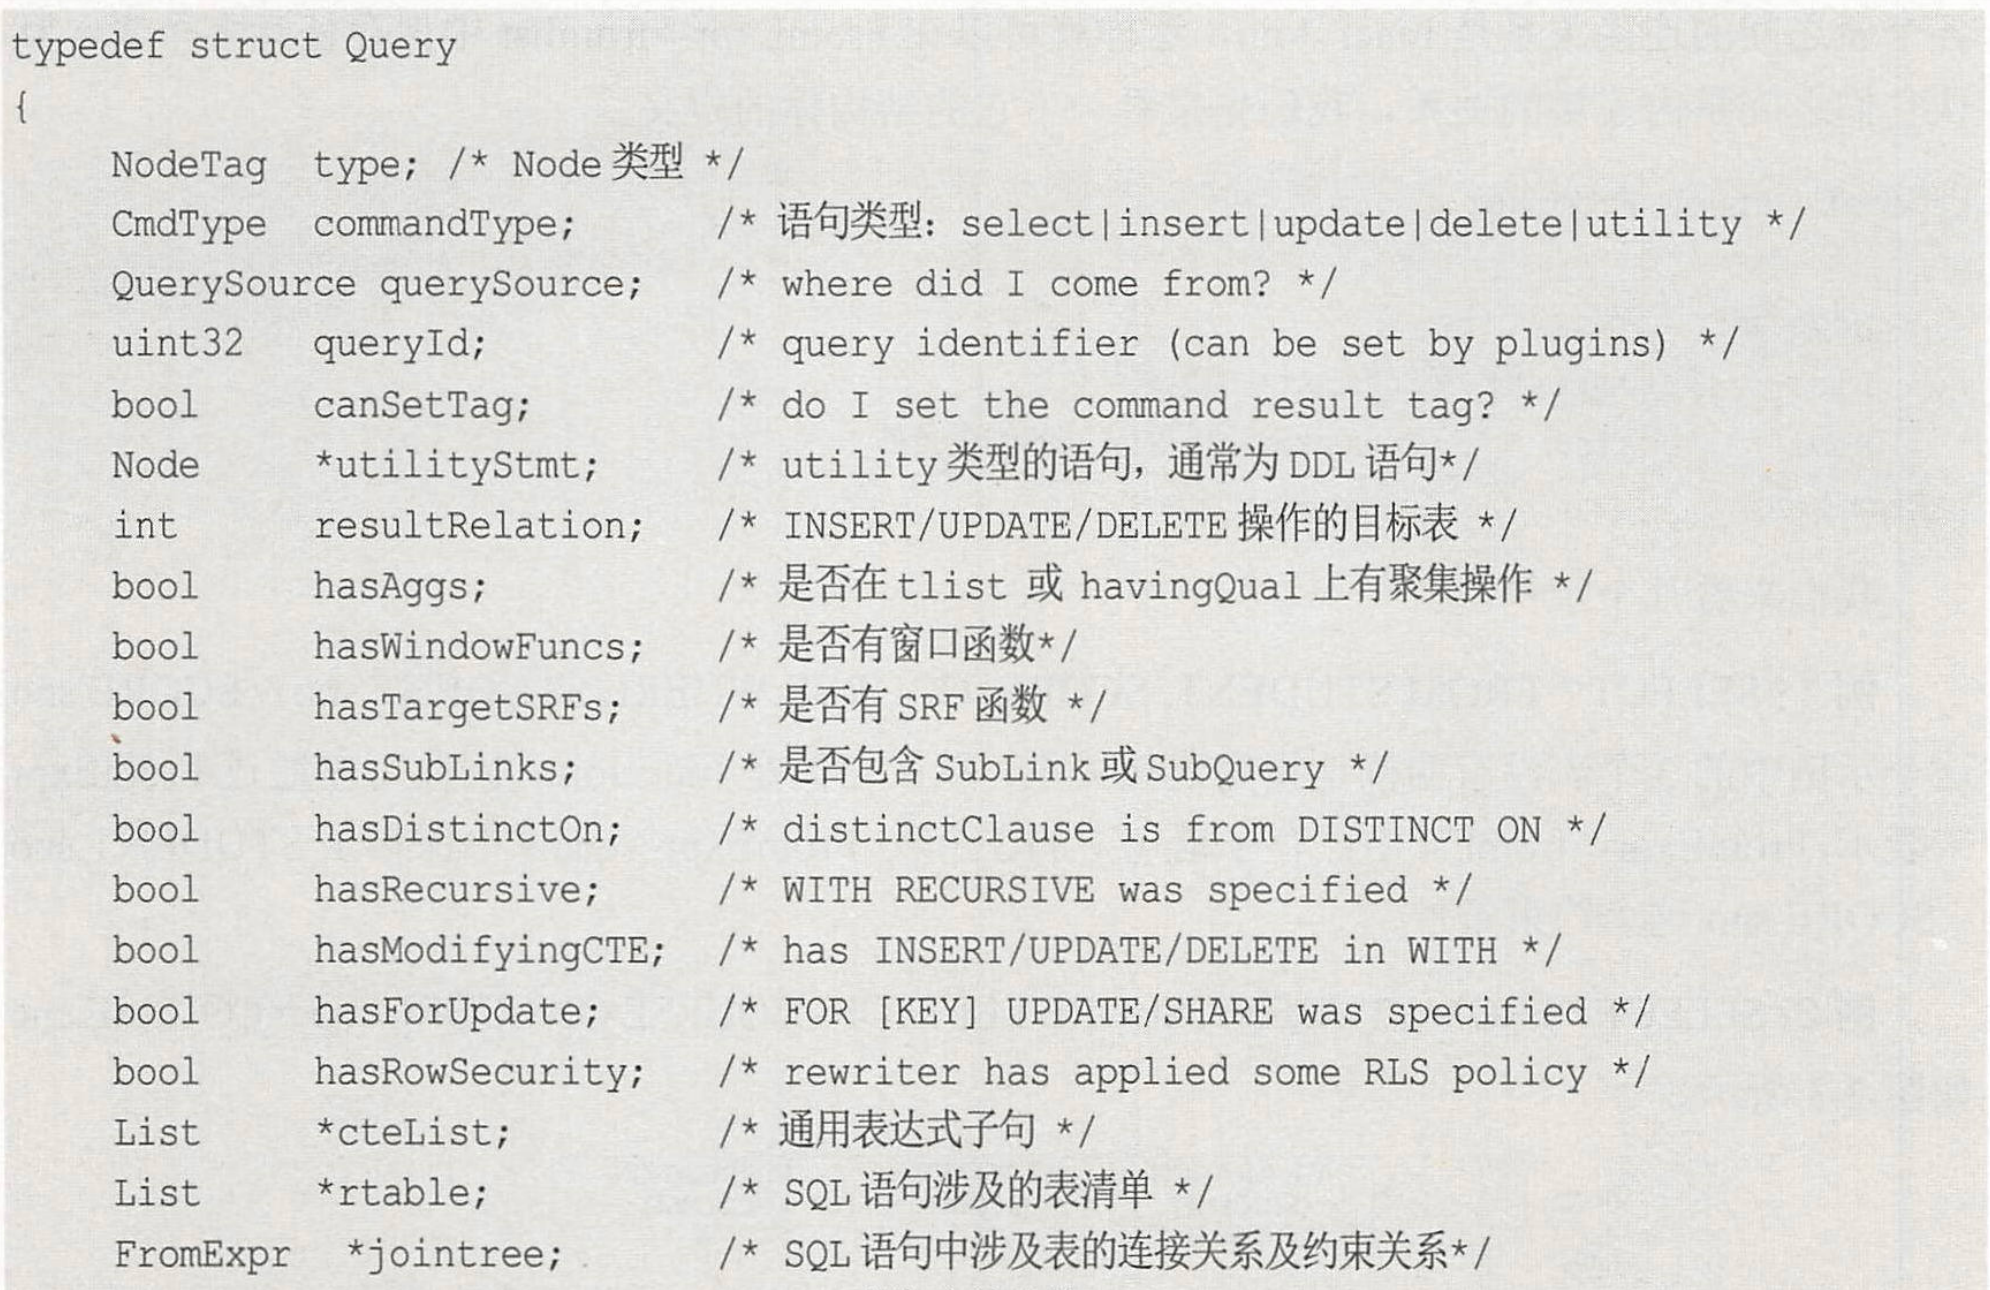 typedef struct Query
{
    NodeTag  type; /* Node 类型 */
    CmdType  commandType;      /* 语句类型：select|insert|update|delete|utility */
    QuerySource querySource;   /* where did I come from? */
    uint32   queryId;          /* query identifier (can be set by plugins) */
    bool     canSetTag;        /* do I set the command result tag? */
    Node     *utilityStmt;     /* utility 类型的语句，通常为 DDL 语句*/
    int      resultRelation;   /* INSERT/UPDATE/DELETE 操作的目标表 */
    bool     hasAggs;          /* 是否在 tlist 或 havingQual 上有聚集操作 */
    bool     hasWindowFuncs;   /* 是否有窗口函数*/
    bool     hasTargetSRFs;    /* 是否有 SRF 函数 */
    bool     hasSubLinks;      /* 是否包含 SubLink 或 SubQuery */
    bool     hasDistinctOn;    /* distinctClause is from DISTINCT ON */
    bool     hasRecursive;     /* WITH RECURSIVE was specified */
    bool     hasModifyingCTE;  /* has INSERT/UPDATE/DELETE in WITH */
    bool     hasForUpdate;     /* FOR [KEY] UPDATE/SHARE was specified */
    bool     hasRowSecurity;   /* rewriter has applied some RLS policy */
    List     *cteList;         /* 通用表达式子句 */
    List     *rtable;          /* SQL 语句涉及的表清单 */
    FromExpr  *jointree;       /* SQL 语句中涉及表的连接关系及约束关系*/